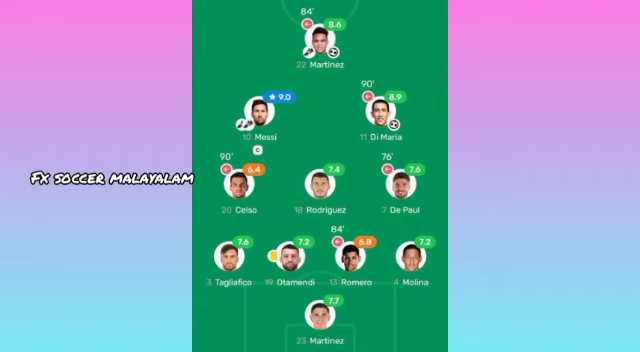 84'
8.6
22 Martinez
90'
9.0
8.9
10 Messi
11 Di Maria
C
90'
76'
6.4
7.4
7.6
Fx soccer malayalam
20 Celso
18 Rodriguez
7 De Paul
84'
7.6
7.2
6.8
7.2
3 Tagliafico
19 Otamendi
13 Romero
4 Molina
7.7
23 Martinez